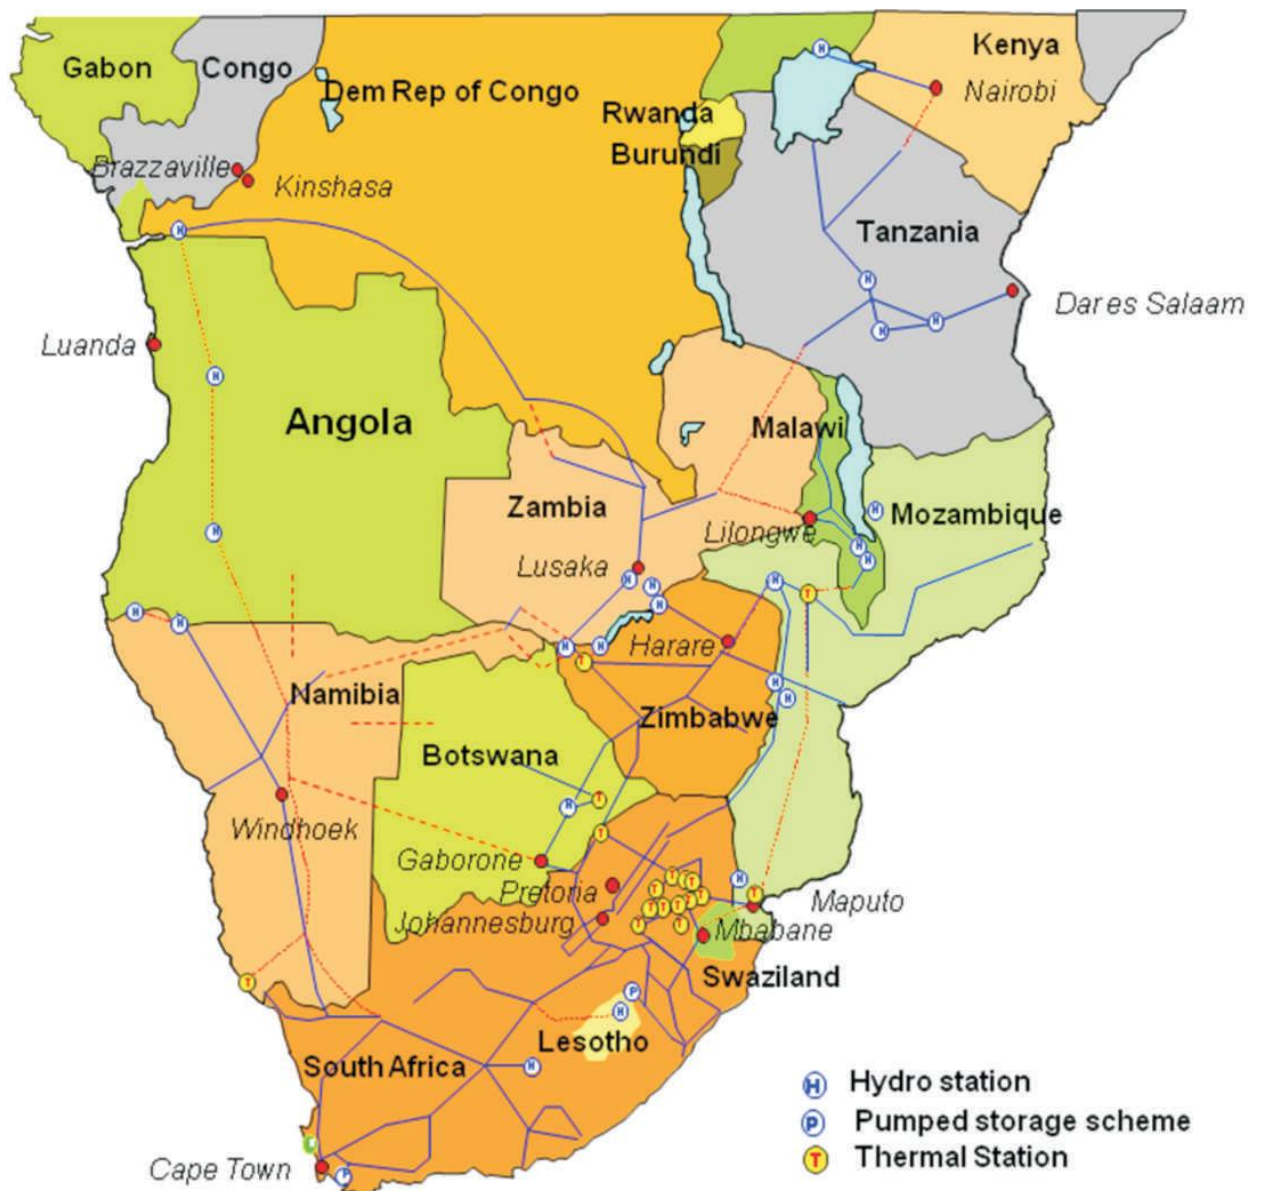 Kenya
Gabon
Congo
Nairobi
Dem Rep of Congo
Rwanda
Burundi
Brazzaville
Kinshasa
Tanzania
Dares Salaam
Luanda
Angola
Malawi
Zambia
Mozambique
Lilongwe
Lusaka
Harare
Namibia
Zimbabwe
Botswana
Windhoek
Gaborone
Pretoria
Maputo
Johannesburg
Mbabane
Swaziland
Lesotho
South Africa
H Hydro station
P Pumped storage scheme
T Thermal Station
Cape Town